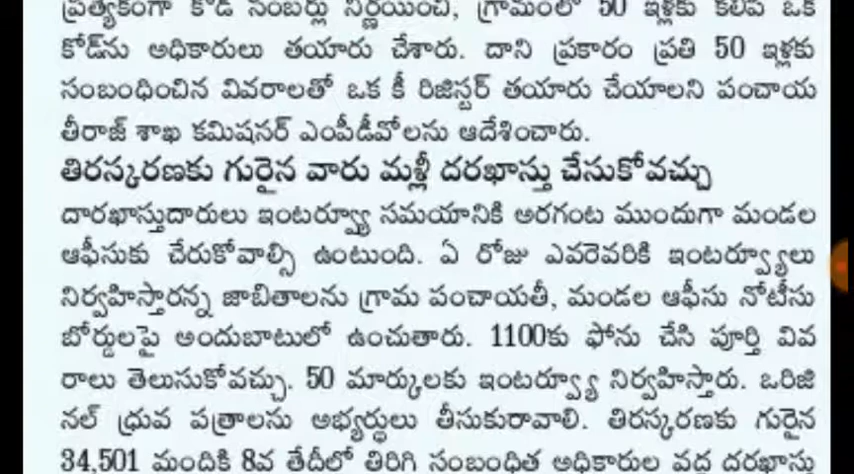 ప్రత్యేకంగా కోడ్ నంబర్లు నిర్ణయించి, గ్రామంలో 50 ఇళ్లకు కలిపి ఒక
కోడ్‌ను అధికారులు తయారు చేశారు. దాని ప్రకారం ప్రతి 50 ఇళ్లకు
సంబంధించిన వివరాలతో ఒక కీ రిజిస్టర్ తయారు చేయాలని పంచాయ
తీరాజ్ శాఖ కమిషనర్ ఎంపీడీవోలను ఆదేశించారు.
తిరస్కరణకు గురైన వారు మళ్లీ దరఖాస్తు చేసుకోవచ్చు
దారఖాస్తుదారులు ఇంటర్వ్యూ సమయానికి అరగంట ముందుగా మండల
ఆఫీసుకు చేరుకోవాల్సి ఉంటుంది. ఏ రోజు ఎవరెవరికి ఇంటర్వ్యూలు
నిర్వహిస్తారన్న జాబితాలను గ్రామ పంచాయతీ, మండల ఆఫీసు నోటీసు
బోర్డులపై అందుబాటులో ఉంచుతారు. 1100కు ఫోను చేసి పూర్తి వివ
రాలు తెలుసుకోవచ్చు. 50 మార్కులకు ఇంటర్వ్యూ నిర్వహిస్తారు. ఒరిజి
నల్ ధ్రువ పత్రాలను అభ్యర్థులు తీసుకురావాలి. తిరస్కరణకు గురైన
34,501 మందికి 8వ తేదీలో తిరిగి సంబంధిత అధికారుల వద్ద దరఖాస్తు